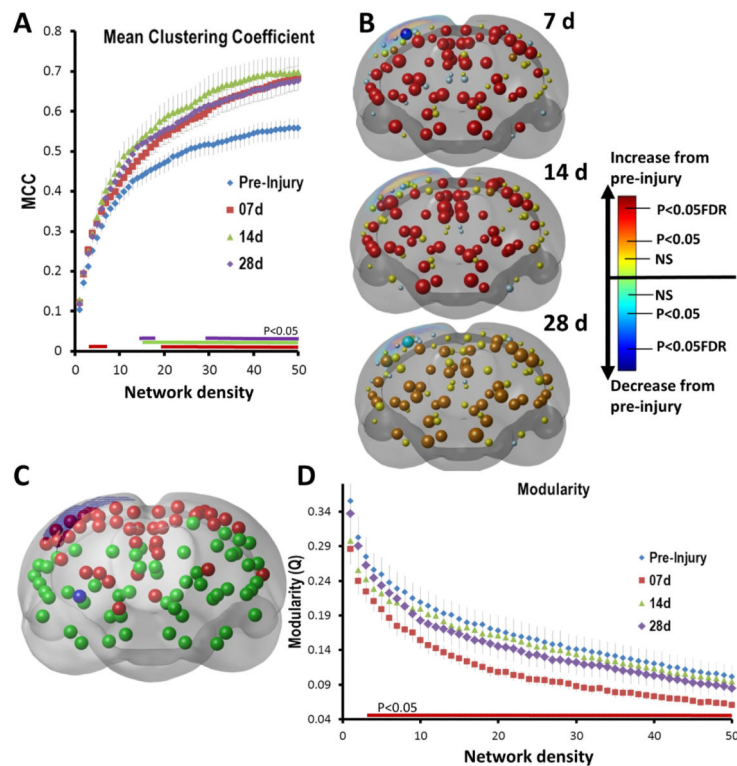 A
Mean Clustering Coefficient
0.8
0.7
0.6
0.5
0.4
0.3
0.2
0.1
0
MCC
Pre-Injury
07d
14d
28d
P<0.05
0
10
20
30
40
50
Network density
B
7 d
14 d
28 d
Increase from
pre-injury
P<0.05FDR
P<0.05
NS
NS
P<0.05
P<0.05FDR
Decrease from
pre-injury
C
D
Modularity
0.34
0.29
0.24
0.19
0.14
0.09
0.04
Modularity (Q)
Pre-Injury
07d
14d
28d
P<0.05
0
10
20
30
40
50
Network density